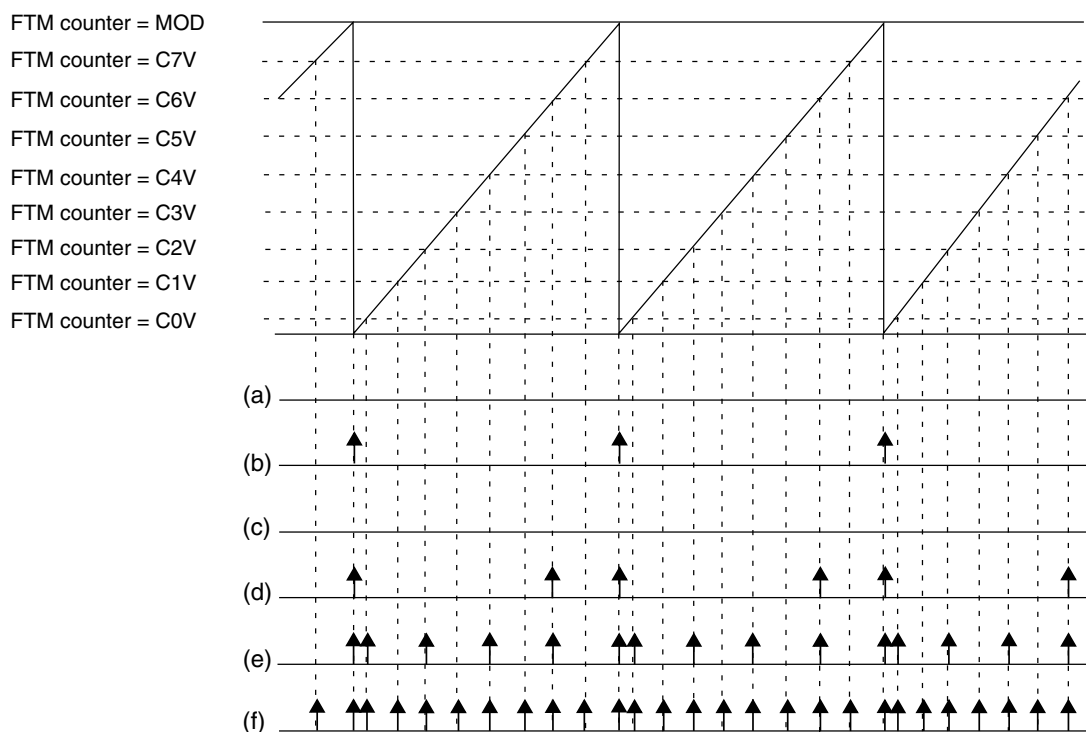 FTM counter = MOD
FTM counter = C7V
FTM counter = C6V
FTM counter = C5V
FTM counter = C4V
FTM counter = C3V
FTM counter = C2V
FTM counter = C1V
FTM counter = C0V
(a)
(b)
(c)
(d)
(e)
(f)